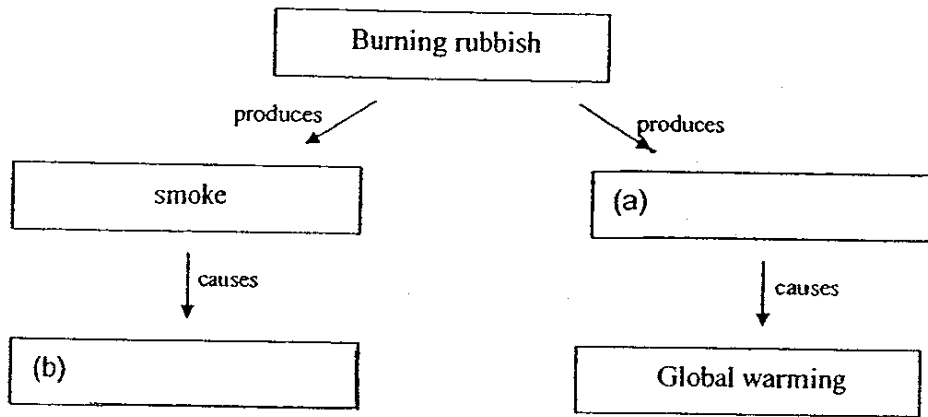 Burning rubbish
produces
produces
smoke
(a)
causes
causes
(b)
Global warming